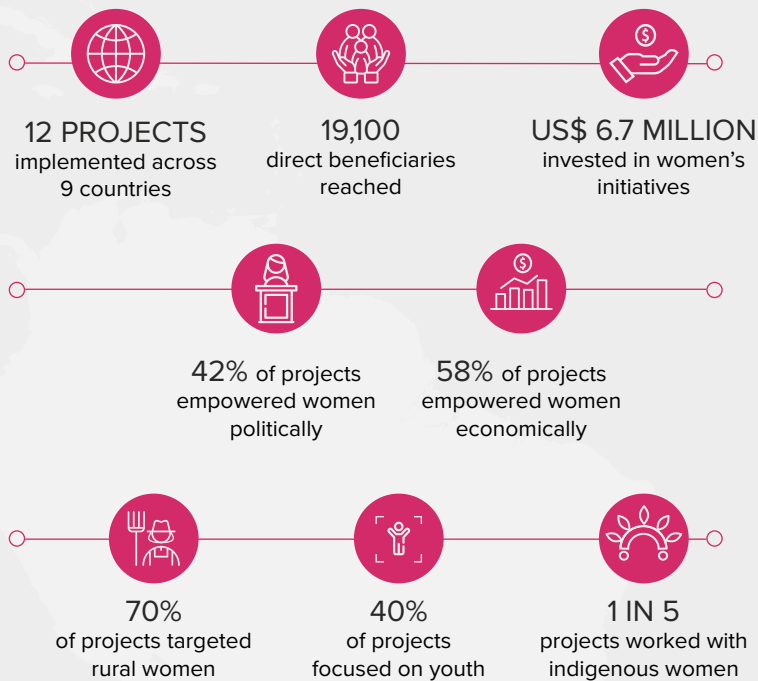 $
12 PROJECTS
implemented across
9 countries
19,100
direct beneficiaries
reached
US$ 6.7 MILLION
invested in women’s
initiatives
$
42% of projects
empowered women
politically
58% of projects
empowered women
economically
70%
of projects targeted
rural women
40%
of projects
focused on youth
1 IN 5
projects worked with
indigenous women